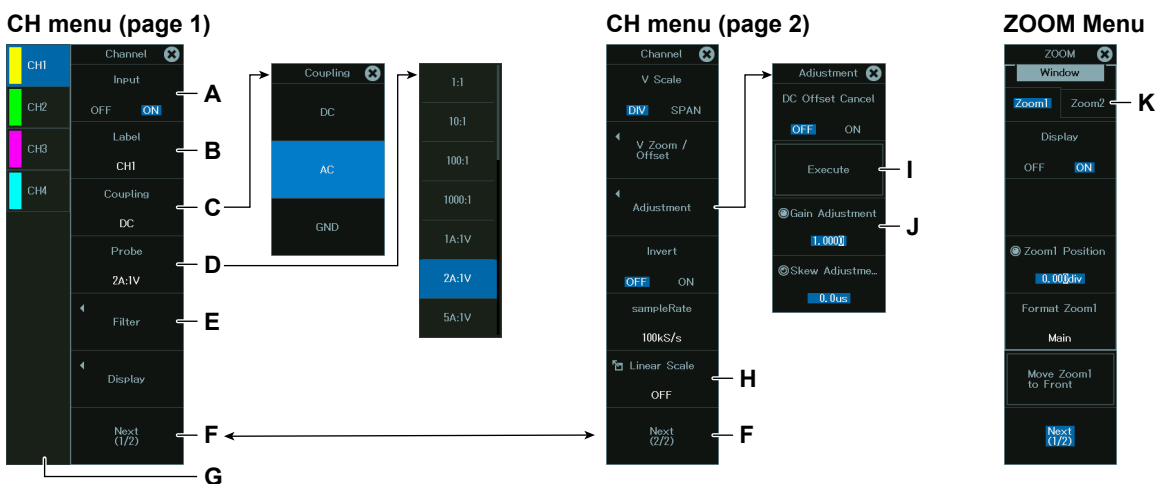 CH menu (page 1)
CH1
CH2
CH3
CH4
Channel
Input
OFF ON
Label
CH1
Coupling
DC
Probe
2A:1V
Filter
Display
Next
(1/2)
A
B
C
D
E
F
G
Coupling
DC
AC
GND
1:1
10:1
100:1
1000:1
1A:1V
2A:1V
5A:1V
CH menu (page 2)
Channel
V Scale
DIV SPAN
V Zoom /
Offset
Adjustment
Invert
OFF ON
sampleRate
100kS/s
Linear Scale
OFF
Next
(2/2)
H
F
Adjustment
DC Offset Cancel
OFF ON
Execute
Gain Adjustment
1.0000
Skew Adjustme...
0.0us
I
J
ZOOM Menu
ZOOM
Window
Zoom1 Zoom2
Display
OFF ON
Zoom1 Position
0.000div
Format Zoom1
Main
Move Zoom1
to Front
Next
(1/2)
K